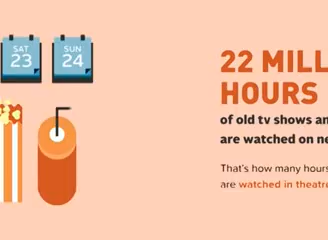 SAT
23
SUN
24
22 MILL
HOURS
of old tv shows an
are watched on ne
That's how many hours
are watched in theatre